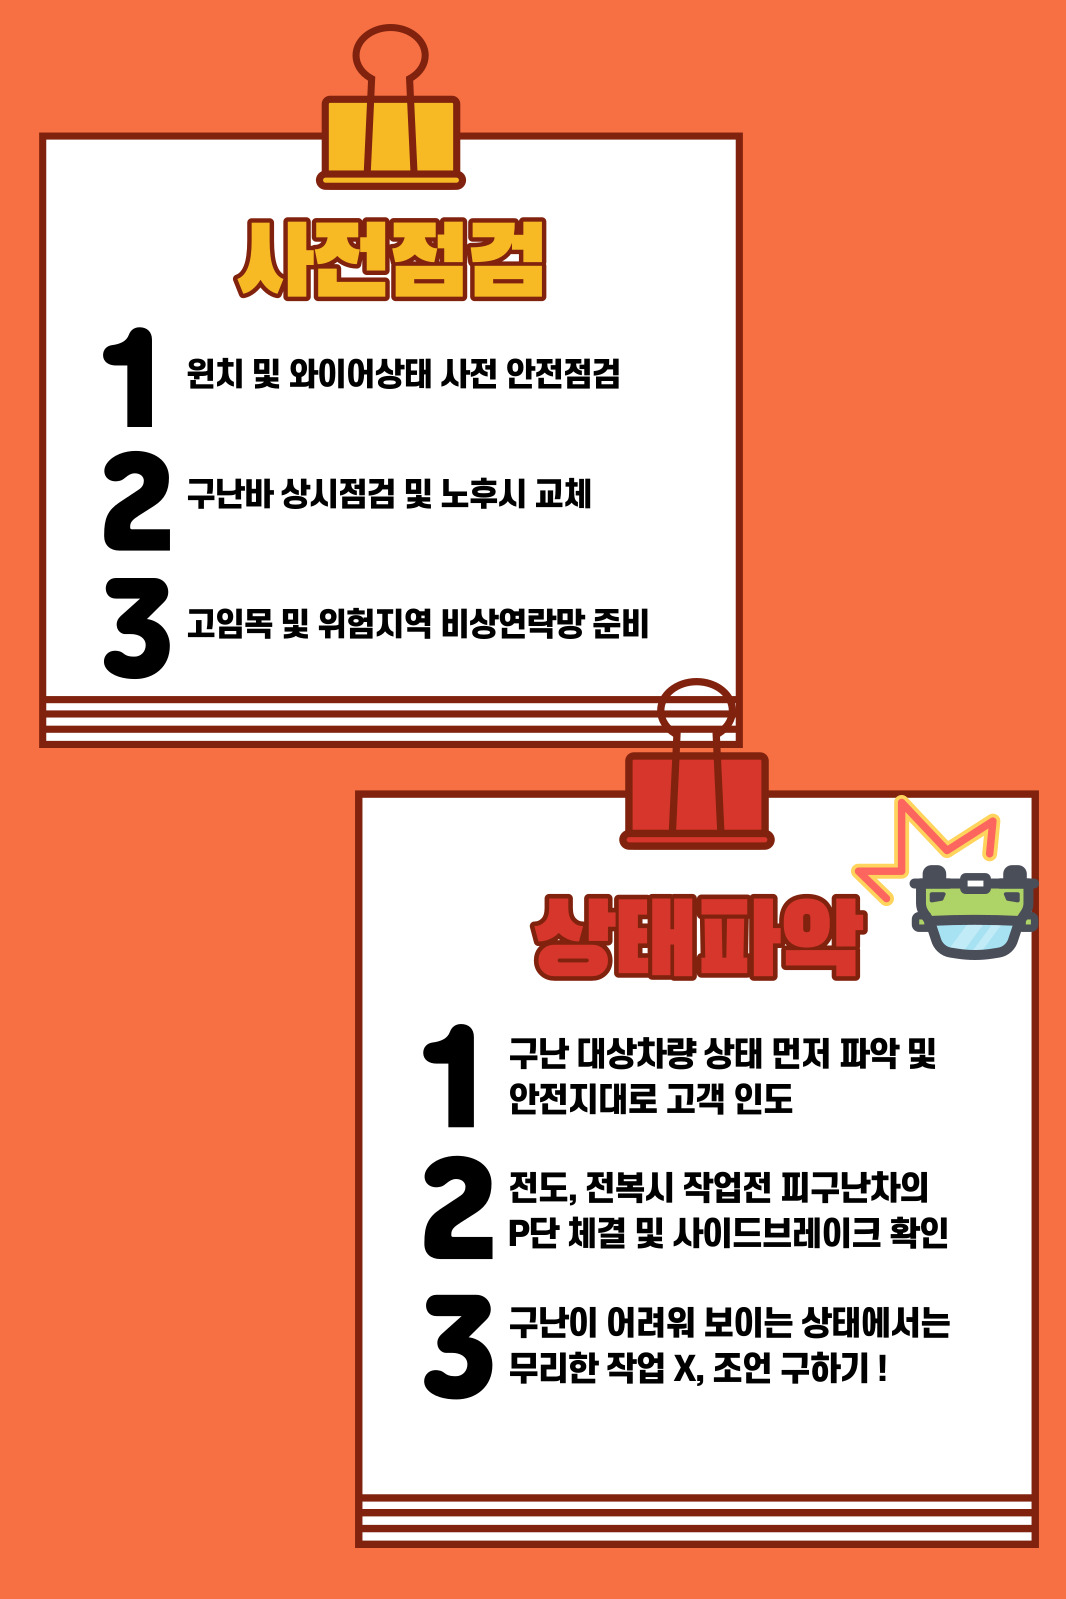 사전점검
1 윈치 및 와이어상태 사전 안전점검
2 구난바 상시점검 및 노후시 교체
3 고임목 및 위험지역 비상연락망 준비
상태파악
1 구난 대상차량 상태 먼저 파악 및
안전지대로 고객 인도
2 전도, 전복시 작업전 피구난차의
P단 체결 및 사이드브레이크 확인
3 구난이 어려워 보이는 상태에서는
무리한 작업 X, 조언 구하기 !